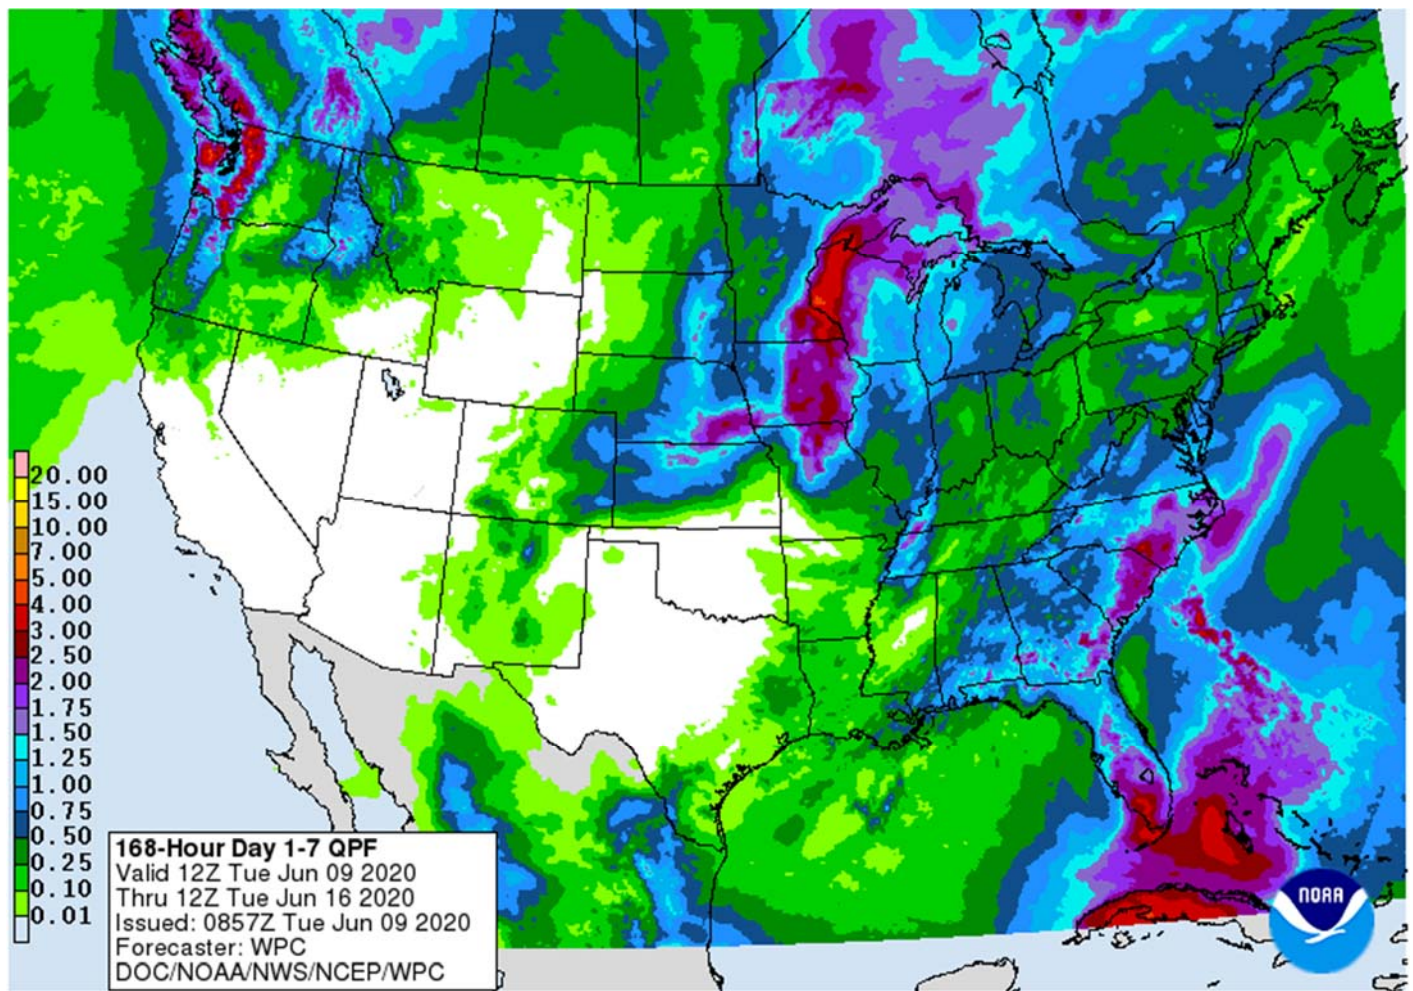 20.00
15.00
10.00
7.00
5.00
4.00
3.00
2.50
2.00
1.75
1.50
1.25
1.00
0.75
0.50
0.25
0.10
0.01
168-Hour Day 1-7 QPF
Valid 12Z Tue Jun 09 2020
Thru 12Z Tue Jun 16 2020
Issued: 0857Z Tue Jun 09 2020
Forecaster: WPC
DOC/NOAA/NWS/NCEP/WPC
NOAA